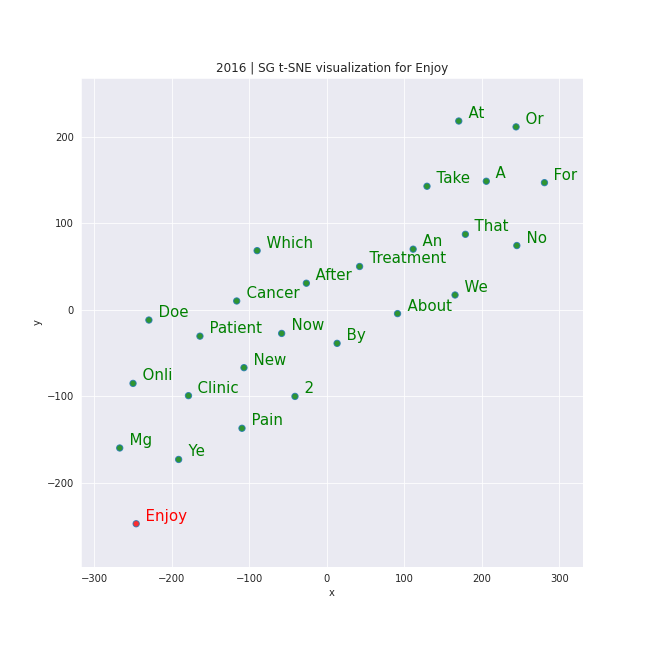 2016 | SG t-SNE visualization for Enjoy
At
Or
Take
A
For
Which
An
That
No
Treatment
After
Cancer
We
About
Doe
Patient
Now
By
New
Onli
Clinic
2
Pain
Mg
Ye
Enjoy
200
100
0
−100
−200
y
−300 −200 −100 0 100 200 300
x